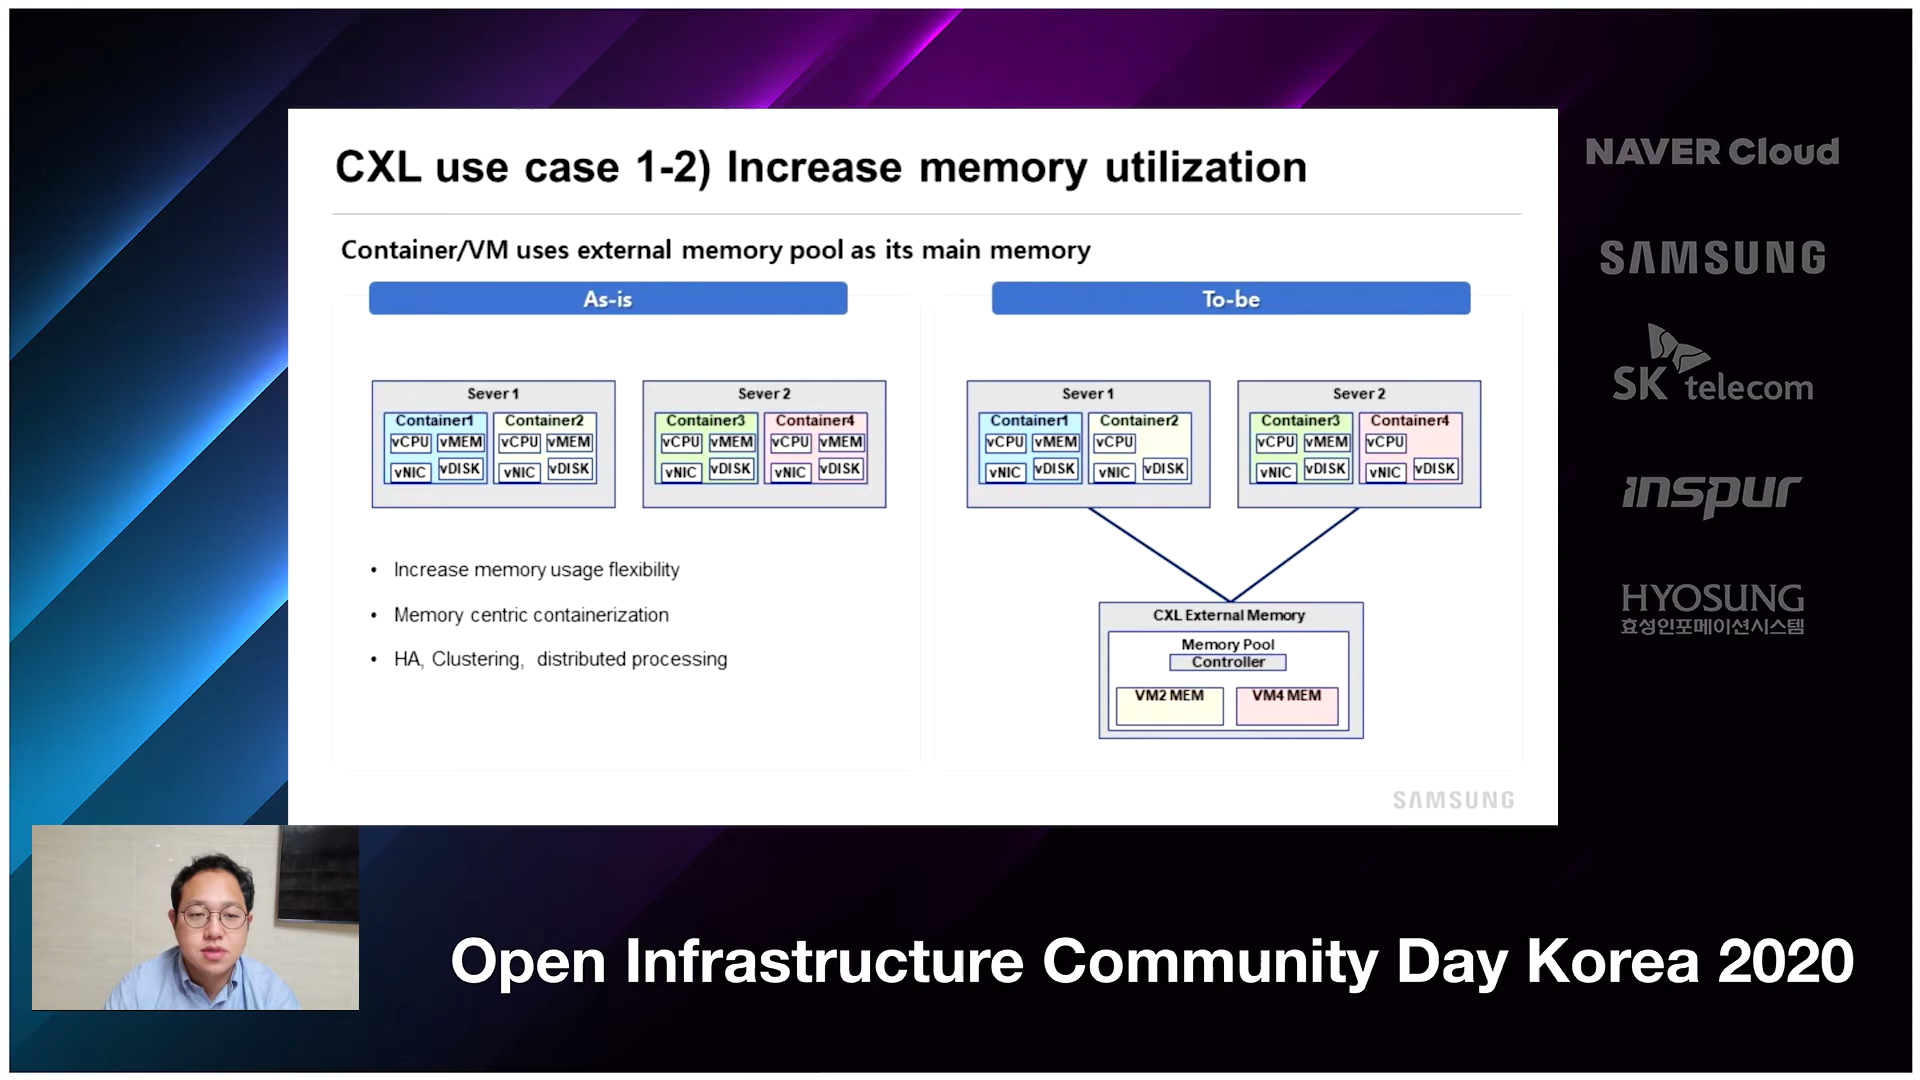 CXL use case 1-2) Increase memory utilization
Container/VM uses external memory pool as its main memory
As-is
Sever 1
Container1
vCPU vMEM
vNIC vDISK
Container2
vCPU vMEM
vNIC vDISK
Sever 2
Container3
vCPU vMEM
vNIC vDISK
Container4
vCPU vMEM
vNIC vDISK
• Increase memory usage flexibility
• Memory centric containerization
• HA, Clustering, distributed processing
To-be
Sever 1
Container1
vCPU vMEM
vNIC vDISK
Container2
vCPU
vNIC vDISK
Sever 2
Container3
vCPU vMEM
vNIC vDISK
Container4
vCPU
vNIC vDISK
CXL External Memory
Memory Pool
Controller
VM2 MEM
VM4 MEM
SAMSUNG
NAVER Cloud
SAMSUNG
SK telecom
inspur
HYOSUNG
효성인포메이션시스템
Open Infrastructure Community Day Korea 2020